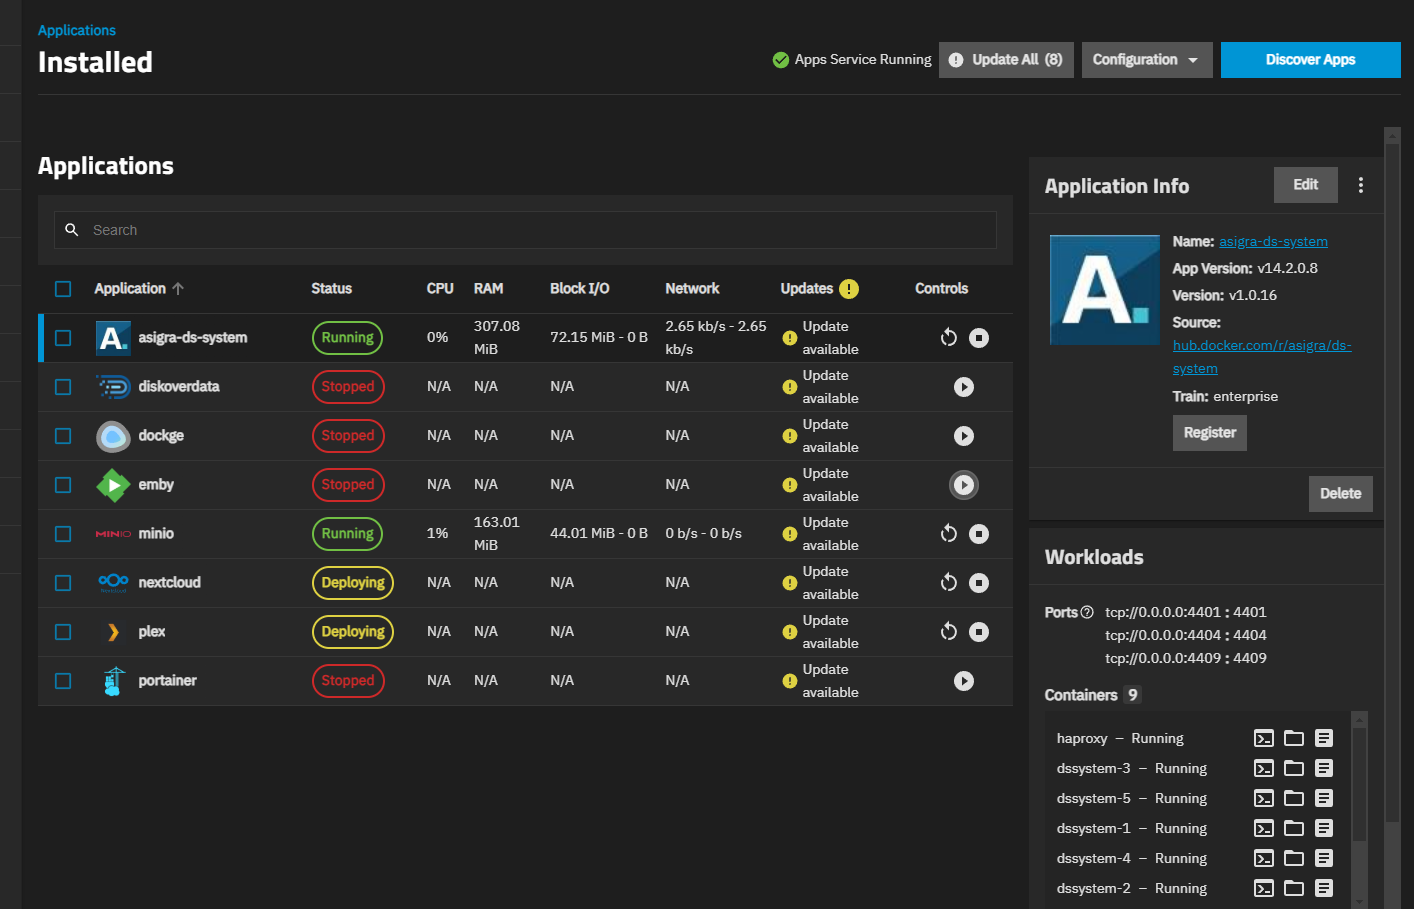 Applications
Installed
Apps Service Running
Update All (8)
Configuration
Discover Apps
Applications
Search
Application Status CPU RAM Block I/O Network Updates Controls
asigra-ds-system Running 0% 307.08 MiB 72.15 MiB - 0 B 2.65 kb/s - 2.65 kb/s Update available
diskoverdata Stopped N/A N/A N/A N/A Update available
dockge Stopped N/A N/A N/A N/A Update available
emby Stopped N/A N/A N/A N/A Update available
MINIO minio Running 1% 163.01 MiB 44.01 MiB - 0 B 0 b/s - 0 b/s Update available
nextcloud Deploying N/A N/A N/A N/A Update available
plex Deploying N/A N/A N/A N/A Update available
portainer Stopped N/A N/A N/A N/A Update available
Application Info
Edit
A.
Name: asigra-ds-system
App Version: v14.2.0.8
Version: v1.0.16
Source:
hub.docker.com/r/asigra/ds-
system
Train: enterprise
Register
Delete
Workloads
Ports tcp://0.0.0.0:4401 : 4401
tcp://0.0.0.0:4404 : 4404
tcp://0.0.0.0:4409 : 4409
Containers 9
haproxy – Running
dssystem-3 – Running
dssystem-5 – Running
dssystem-1 – Running
dssystem-4 – Running
dssystem-2 – Running